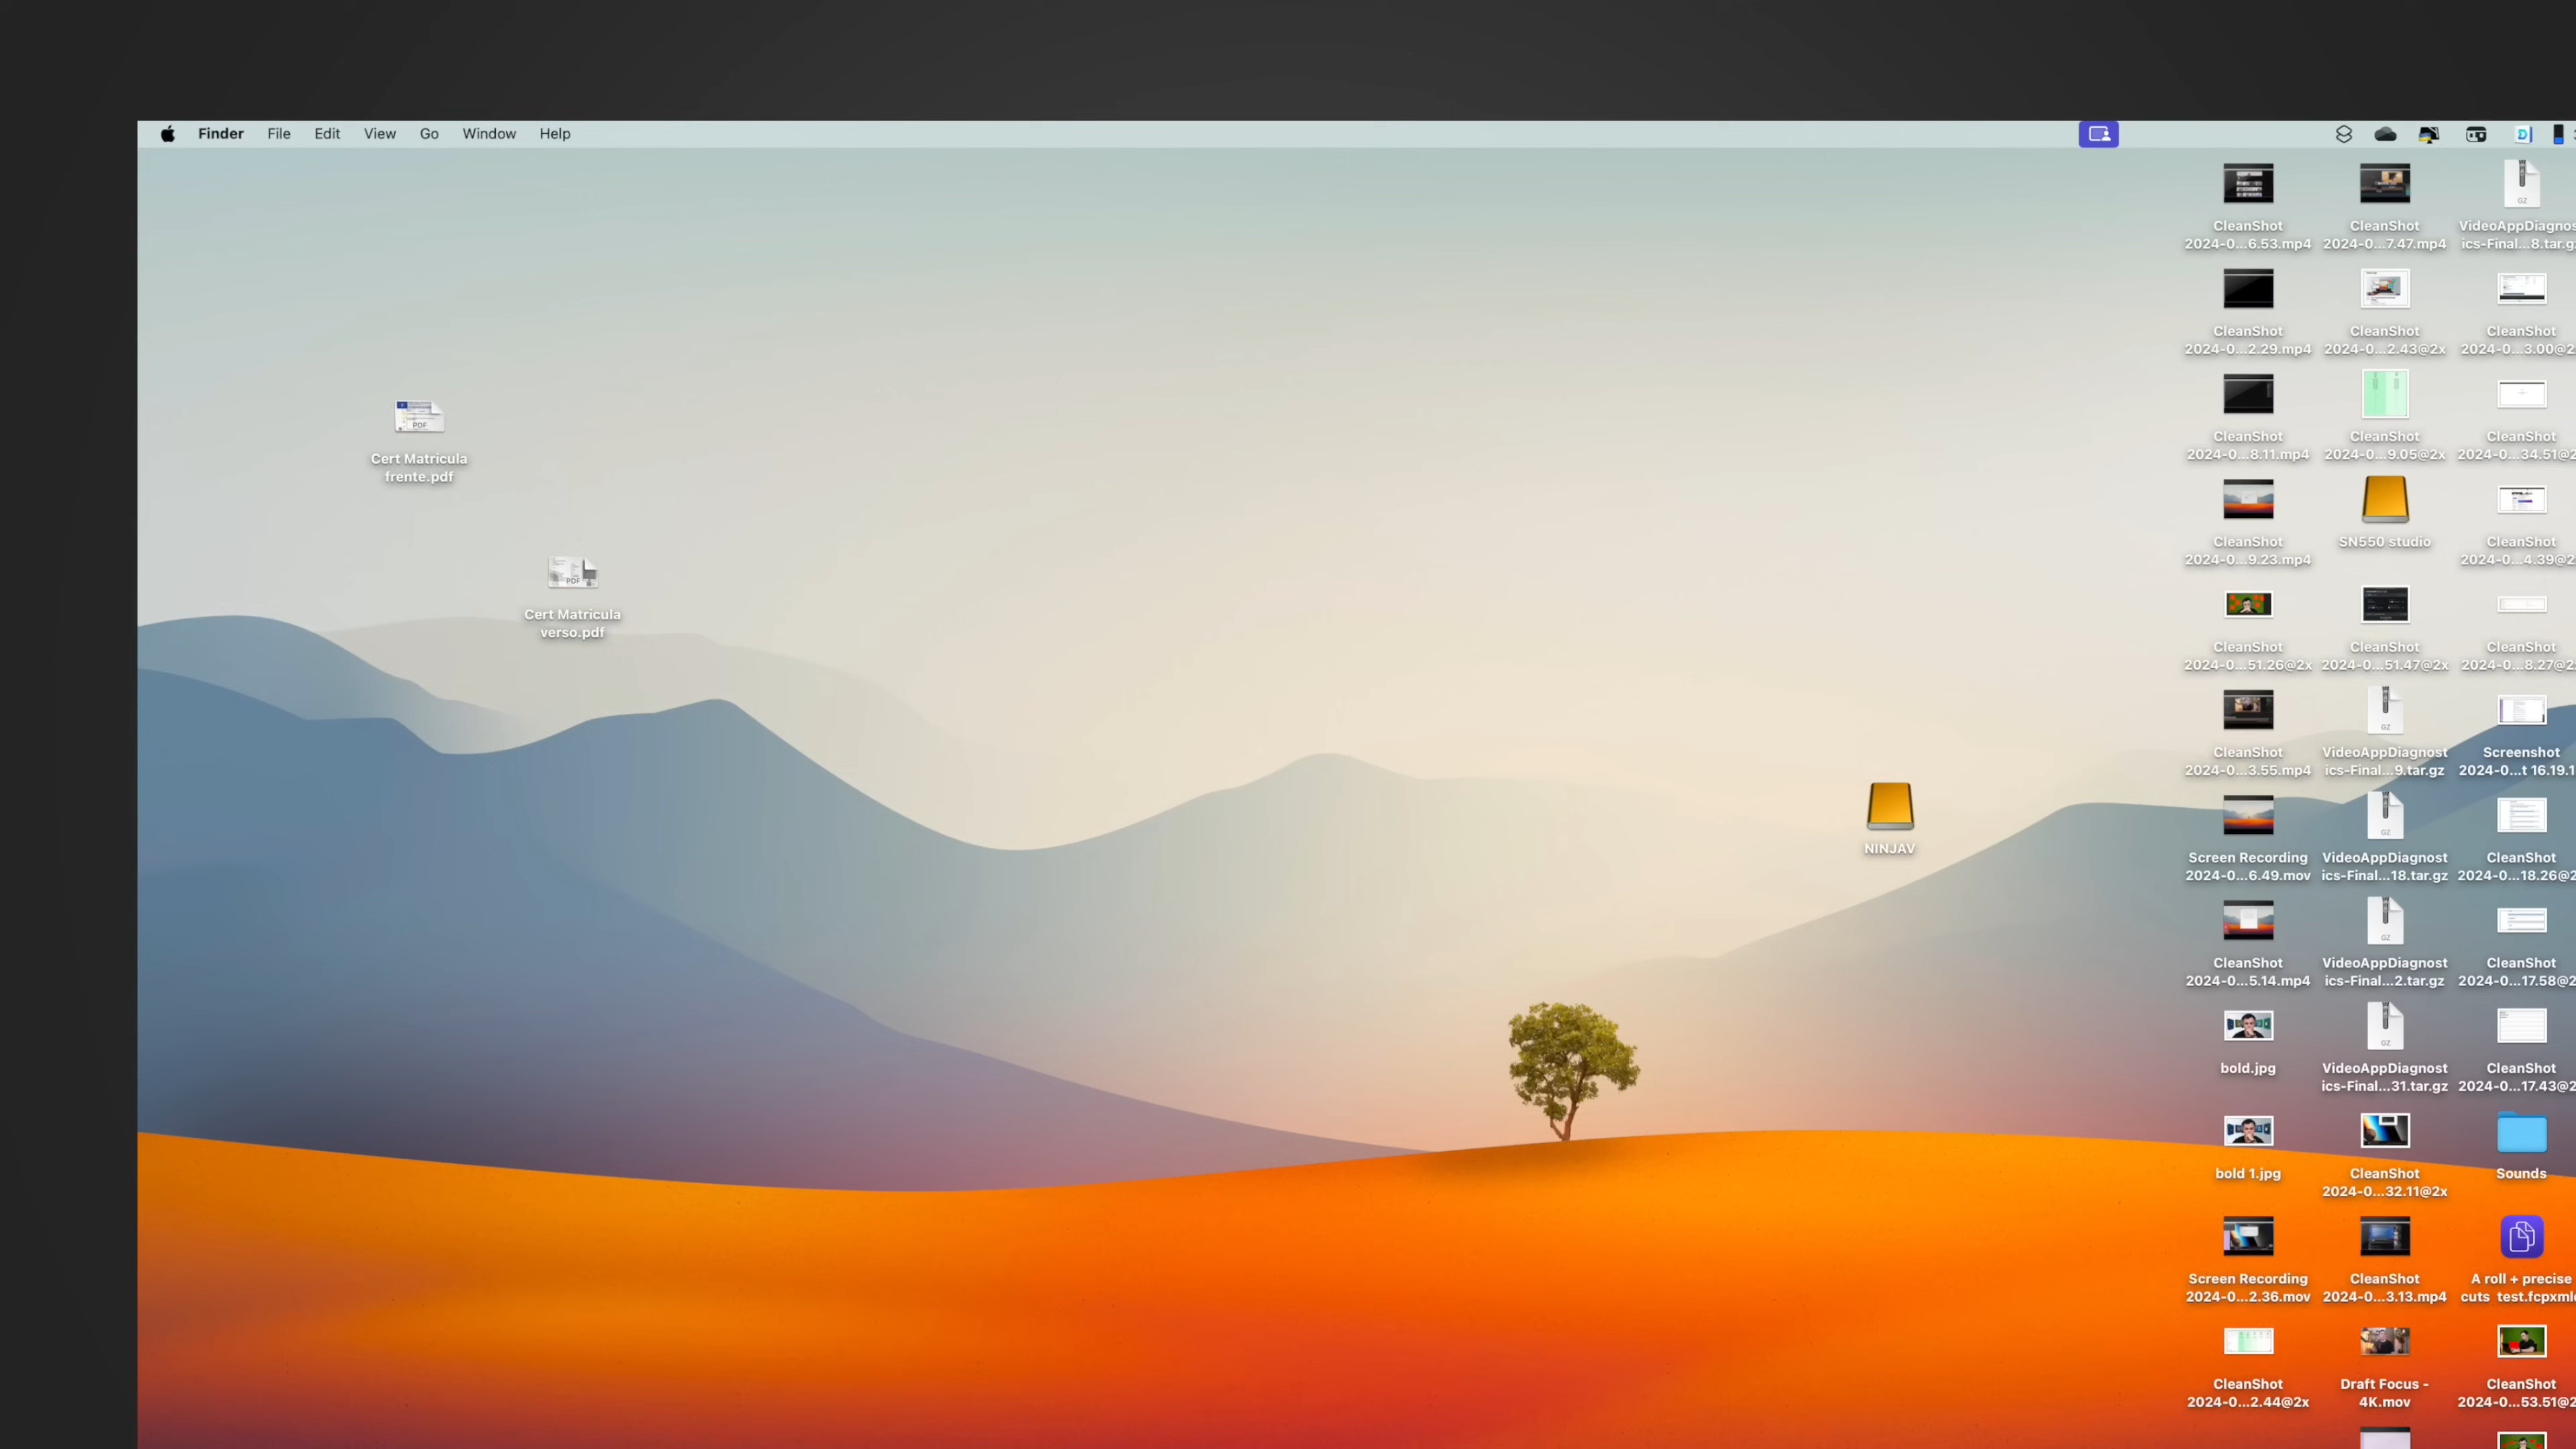 Finder File Edit View Go Window Help
CleanShot
2024-0...6.53.mp4
CleanShot
2024-0...7.47.mp4
VideoAppDiagnos
ics-Final...8.tar.g
CleanShot
2024-0...2.29.mp4
CleanShot
2024-0...2.43@2x
CleanShot
2024-0...3.00@2
Cert Matricula
frente.pdf
CleanShot
2024-0...8.11.mp4
CleanShot
2024-0...9.05@2x
CleanShot
2024-0...34.51@2
CleanShot
2024-0...9.23.mp4
SN550 studio
CleanShot
2024-0...4.39@2
Cert Matricula
verso.pdf
CleanShot
2024-0...51.26@2x
CleanShot
2024-0...51.47@2x
CleanShot
2024-0...8.27@2
CleanShot
2024-0...3.55.mp4
VideoAppDiagnost
ics-Final...9.tar.gz
Screenshot
2024-0...t 16.19.1
NINJAV
Screen Recording
2024-0...6.49.mov
VideoAppDiagnost
ics-Final...18.tar.gz
CleanShot
2024-0...18.26@2
CleanShot
2024-0...5.14.mp4
VideoAppDiagnost
ics-Final...2.tar.gz
CleanShot
2024-0...17.58@2
bold.jpg
VideoAppDiagnost
ics-Final...31.tar.gz
CleanShot
2024-0...17.43@2
bold 1.jpg
CleanShot
2024-0...32.11@2x
Sounds
Screen Recording
2024-0...2.36.mov
CleanShot
2024-0...3.13.mp4
A roll + precise
cuts test.fcpxml
CleanShot
2024-0...2.44@2x
Draft Focus -
4K.mov
CleanShot
2024-0...53.51@2